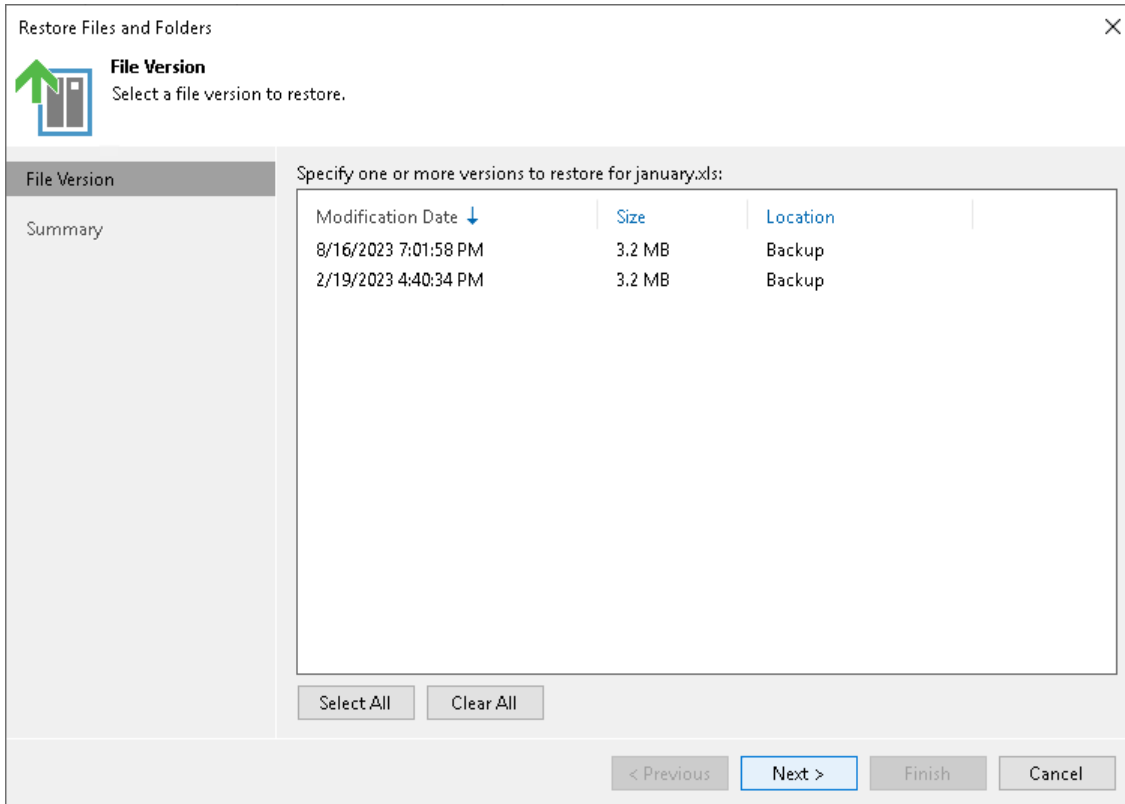 Restore Files and Folders
File Version
Select a file version to restore.
File Version
Summary
Specify one or more versions to restore for january.xls:
Modification Date Size Location
8/16/2023 7:01:58 PM 3.2 MB Backup
2/19/2023 4:40:34 PM 3.2 MB Backup
Select All Clear All
< Previous Next > Finish Cancel